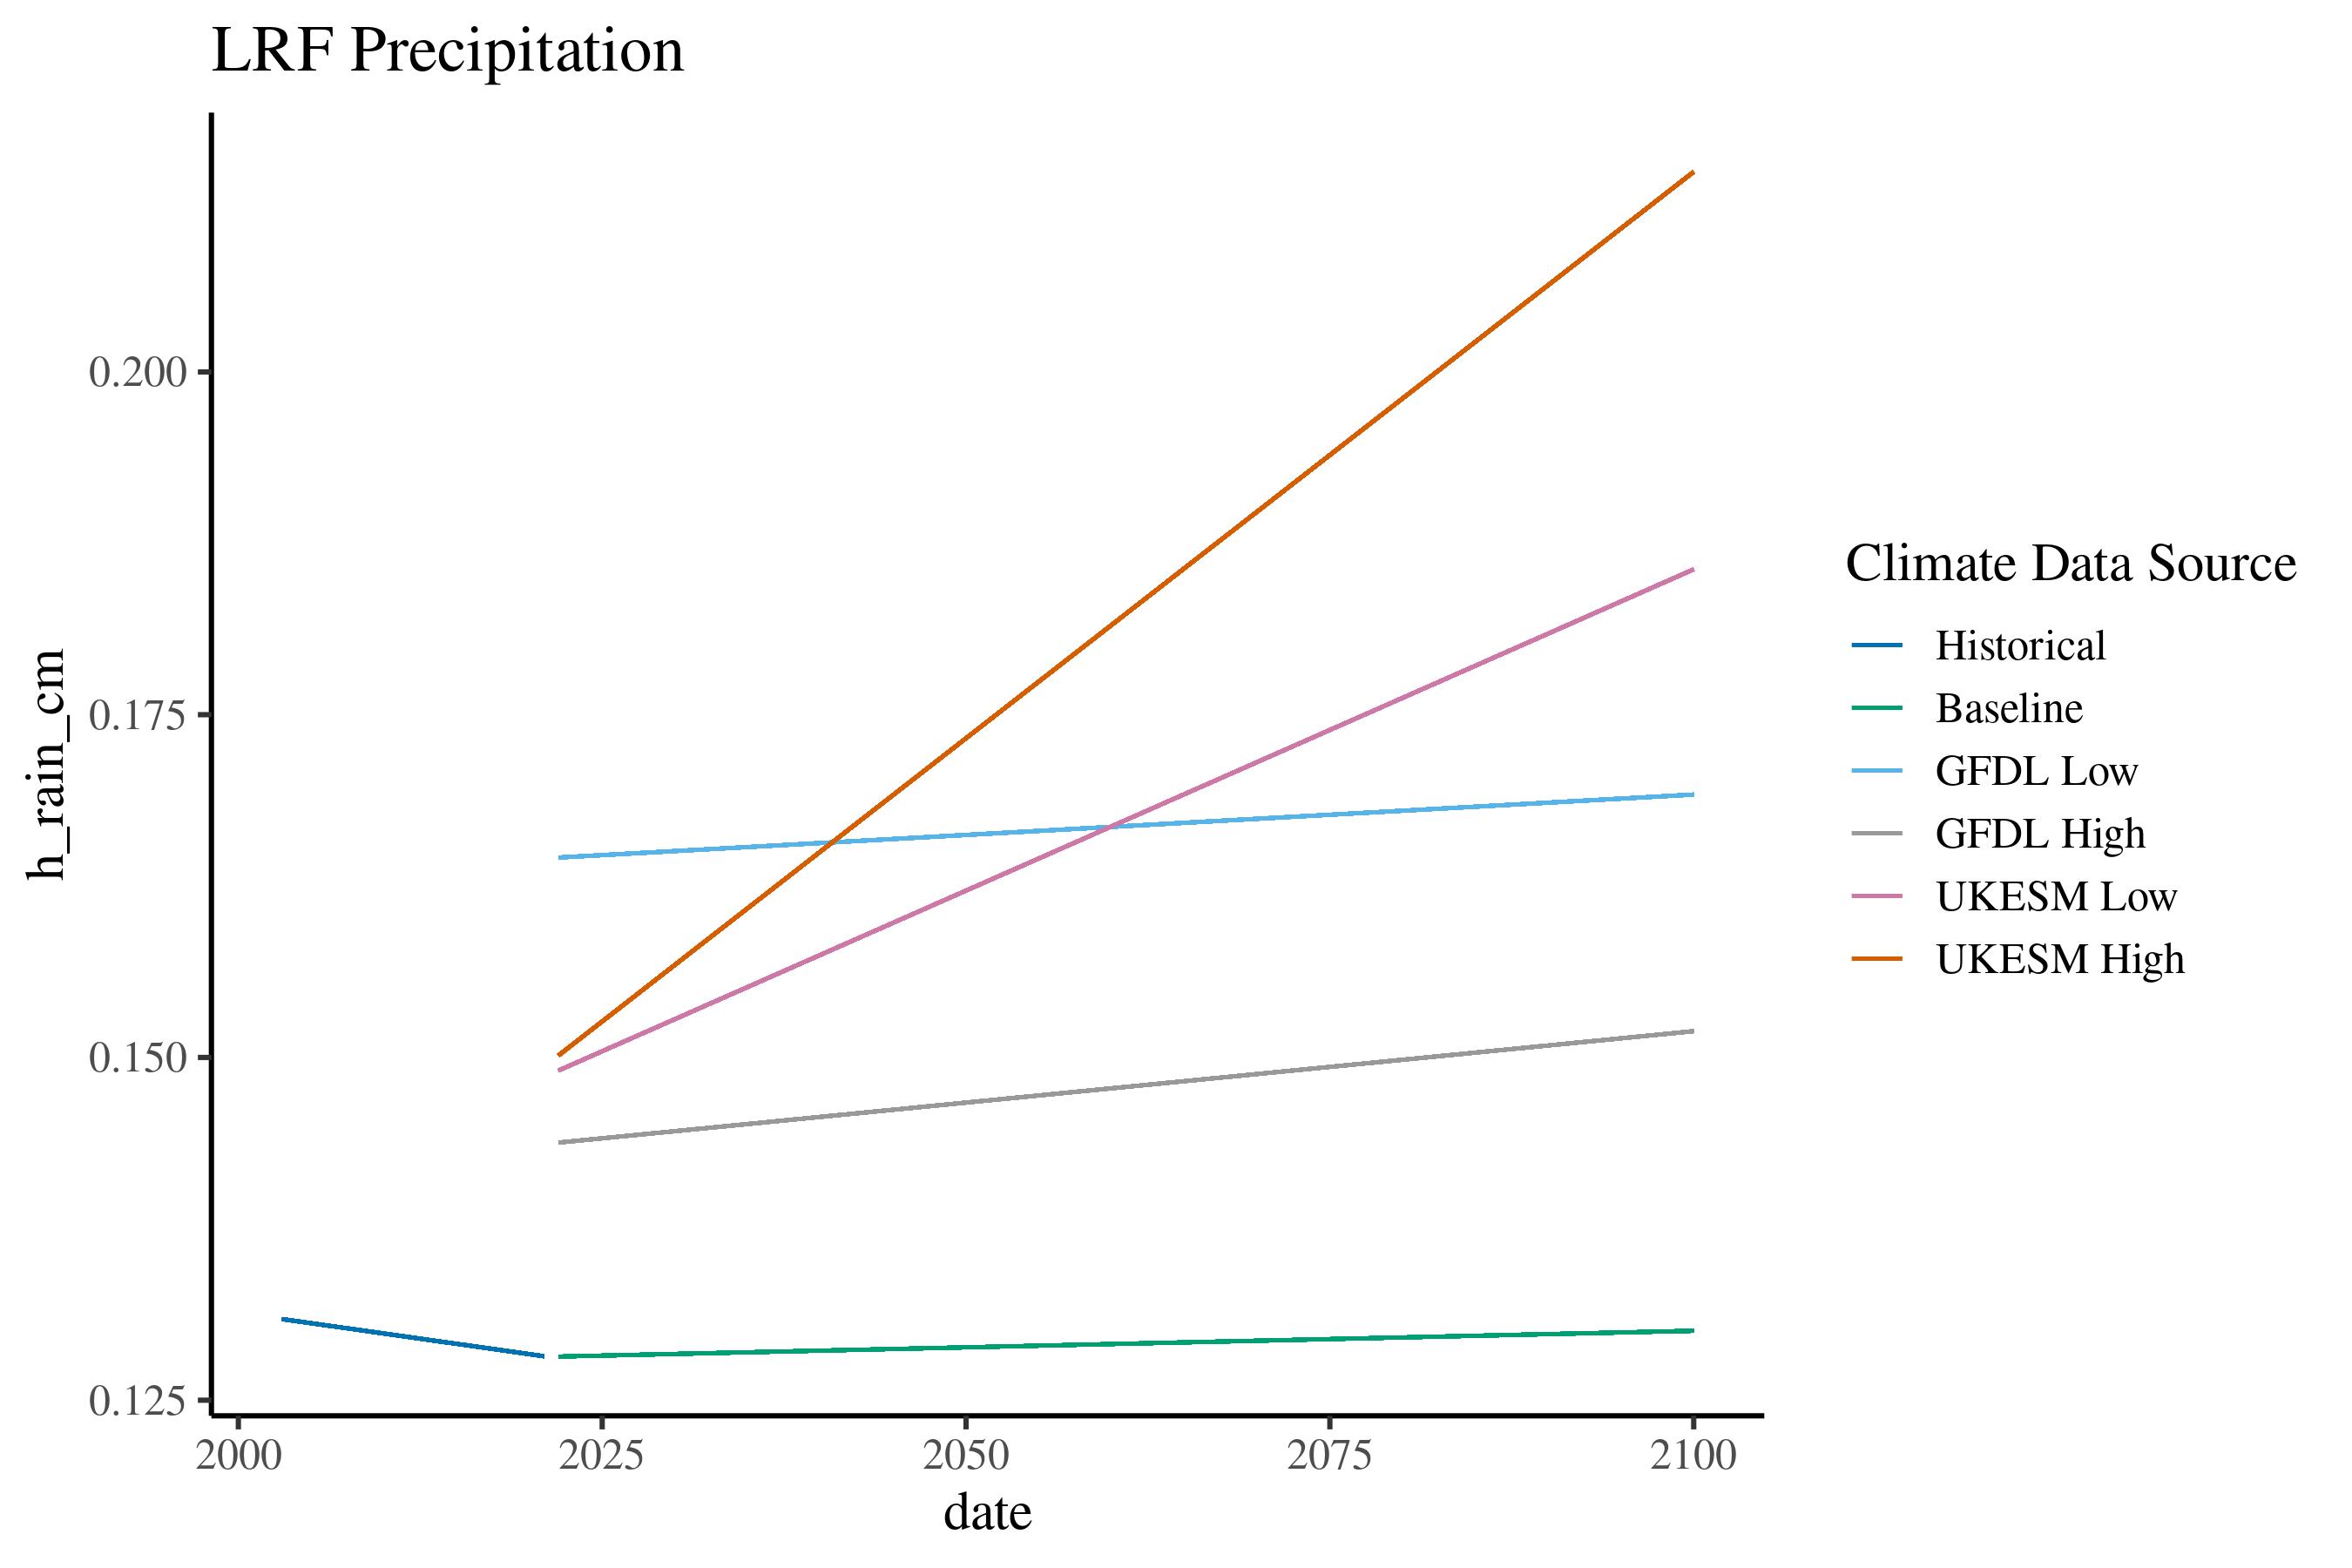 LRF Precipitation
h_rain_cm
0.200
0.175
0.150
0.125
2000 2025 2050 2075 2100
date
Climate Data Source
Historical
Baseline
GFDL Low
GFDL High
UKESM Low
UKESM High